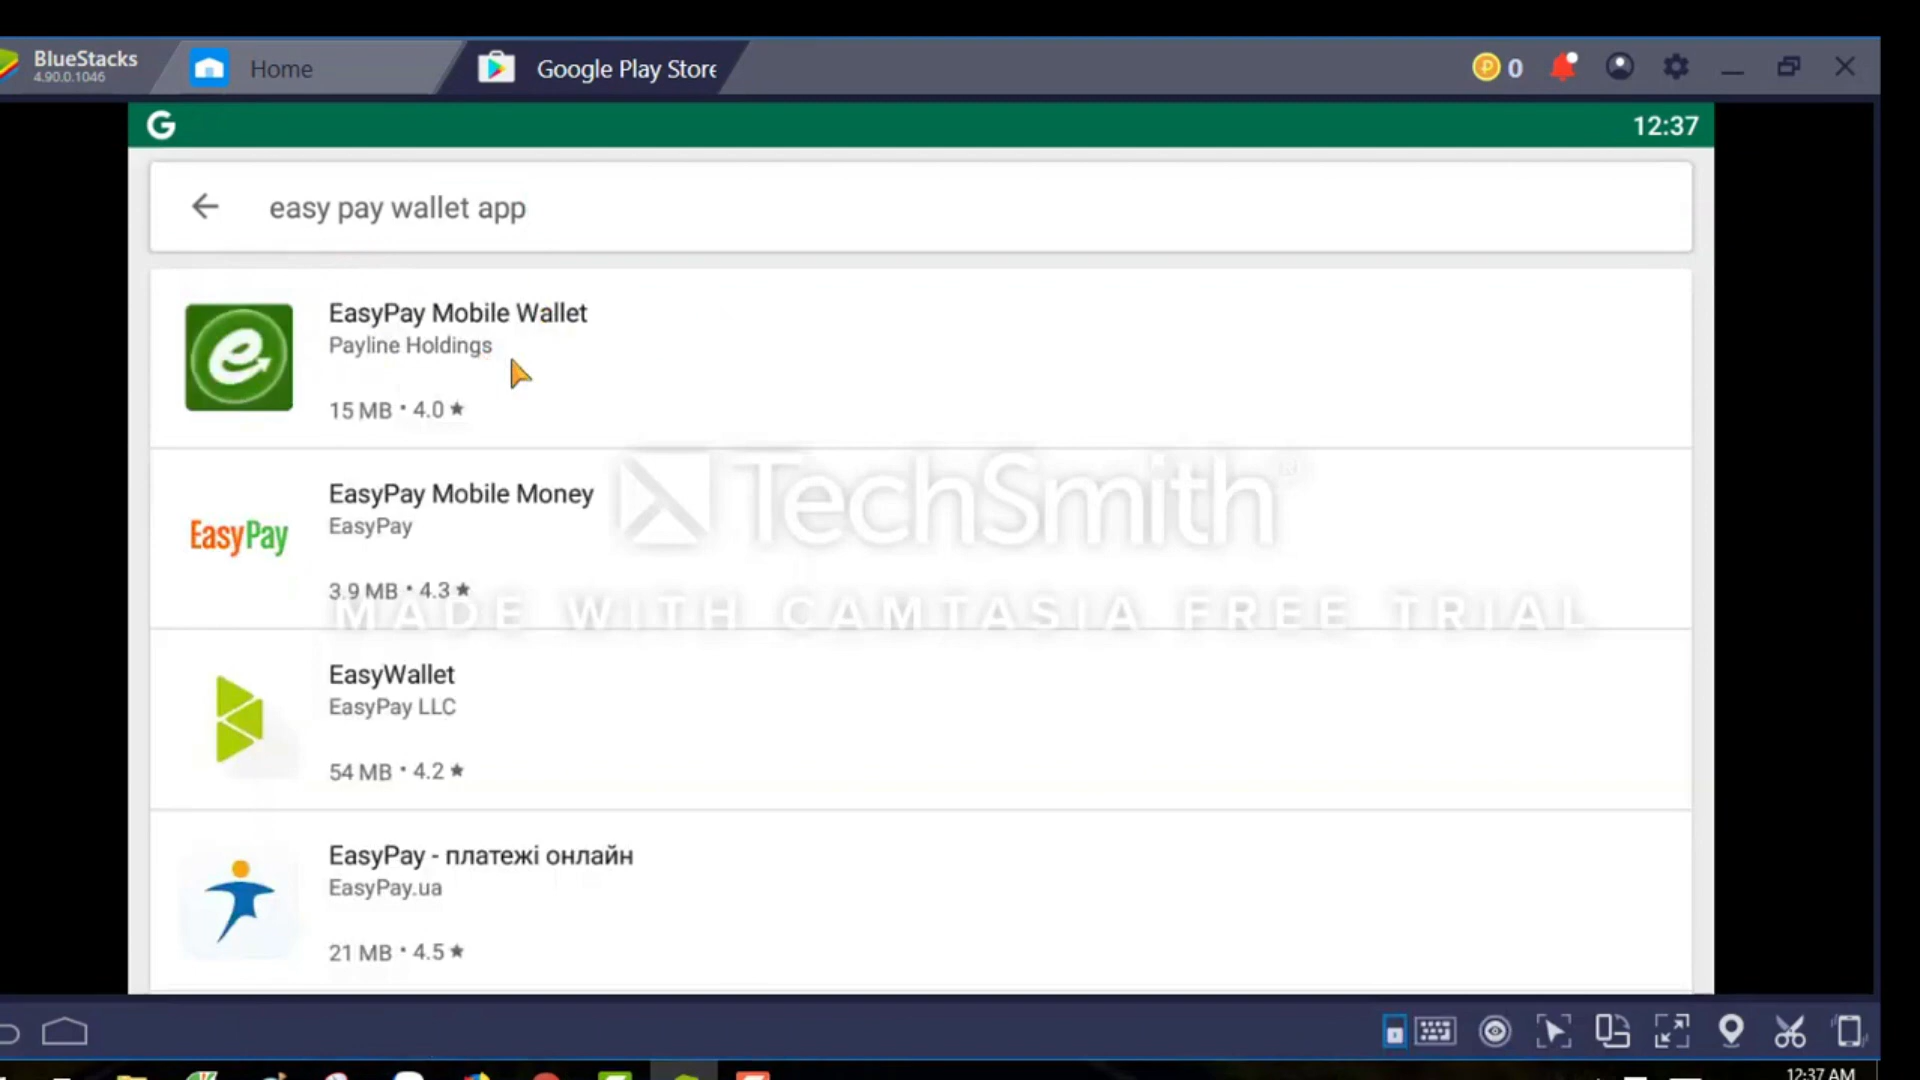 BlueStacks
4.90.0.1046
Home
Google Play Store
0
G
12:37
easy pay wallet app
EasyPay Mobile Wallet
Payline Holdings
15 MB • 4.0 ★
EasyPay Mobile Money
EasyPay
EasyPay
3.9 MB • 4.3 ★
TechSmith
MADE WITH CAMTASIA FREE TRIAL
EasyWallet
EasyPay LLC
54 MB • 4.2 ★
EasyPay - платежі онлайн
EasyPay.ua
21 MB • 4.5 ★
12:37 AM